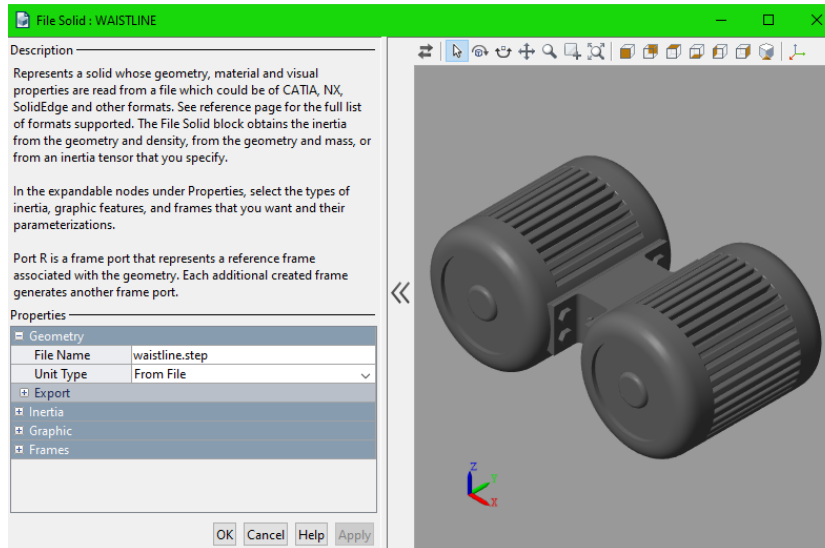 File Solid : WAISTLINE
Description
Represents a solid whose geometry, material and visual
properties are read from a file which could be of CATIA, NX,
SolidEdge and other formats. See reference page for the full list
of formats supported. The File Solid block obtains the inertia
from the geometry and density, from the geometry and mass, or
from an inertia tensor that you specify.
In the expandable nodes under Properties, select the types of
inertia, graphic features, and frames that you want and their
parameterizations.
Port R is a frame port that represents a reference frame
associated with the geometry. Each additional created frame
generates another frame port.
Properties
Geometry
File Name waistline.step
Unit Type From File
Export
Inertia
Graphic
Frames
OK Cancel Help Apply
Z
Y
X